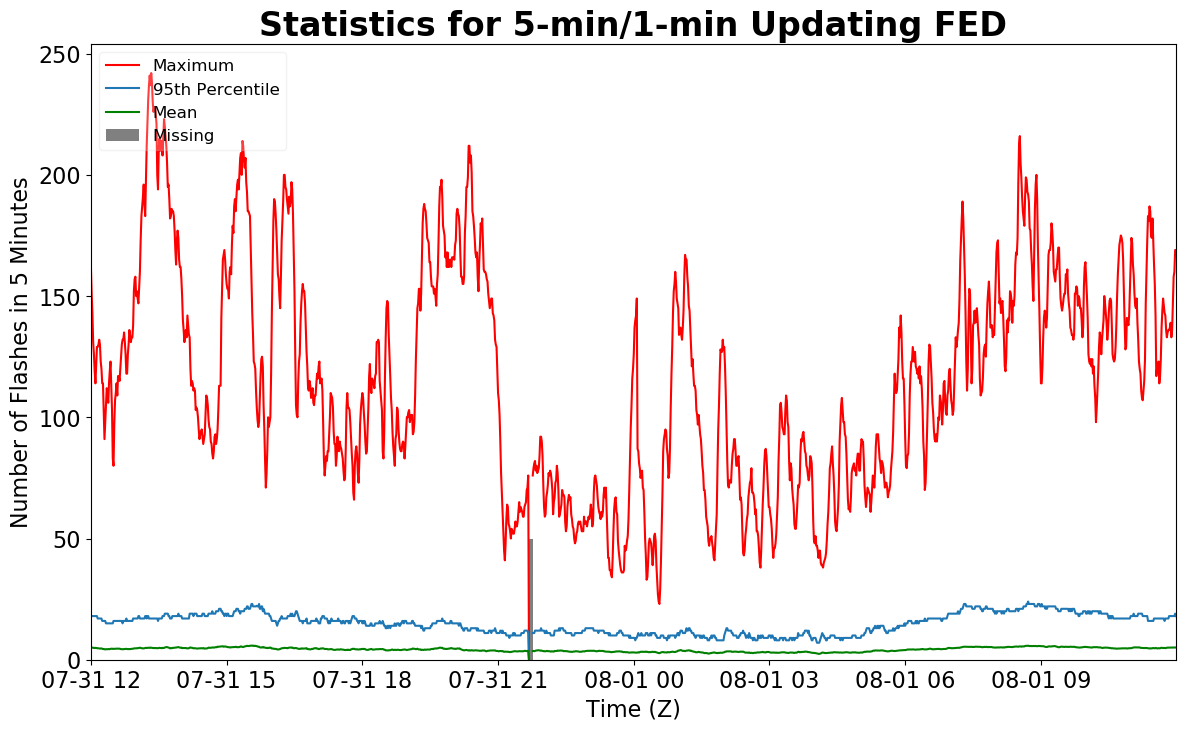 Statistics for 5-min/1-min Updating FED
Number of Flashes in 5 Minutes
250
200
150
100
50
0
Maximum
95th Percentile
Mean
Missing
07-31 12 07-31 15 07-31 18 07-31 21 08-01 00 08-01 03 08-01 06 08-01 09
Time (Z)